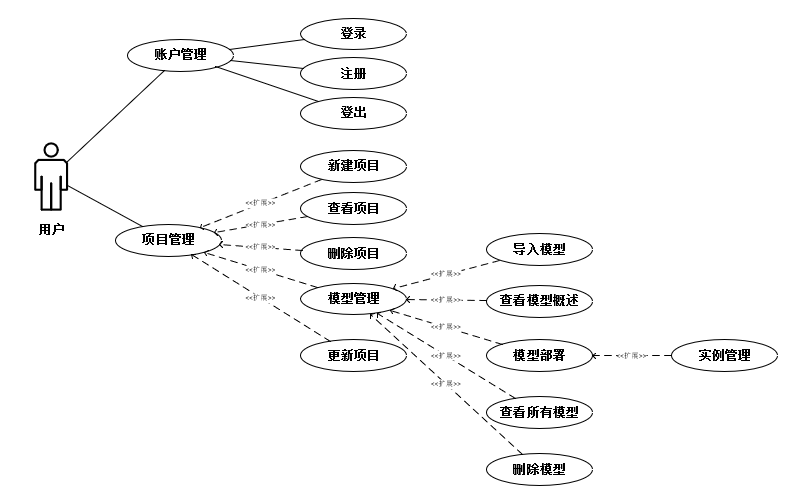 登录
账户管理
注册
登出
用户
新建项目
<<扩展>>
查看项目
<<扩展>>
项目管理
<<扩展>>
删除项目
<<扩展>>
模型管理
<<扩展>>
更新项目
导入模型
<<扩展>>
查看模型概述
<<扩展>>
<<扩展>>
模型部署
<<扩展>>
实例管理
<<扩展>>
<<扩展>>
查看所有模型
删除模型